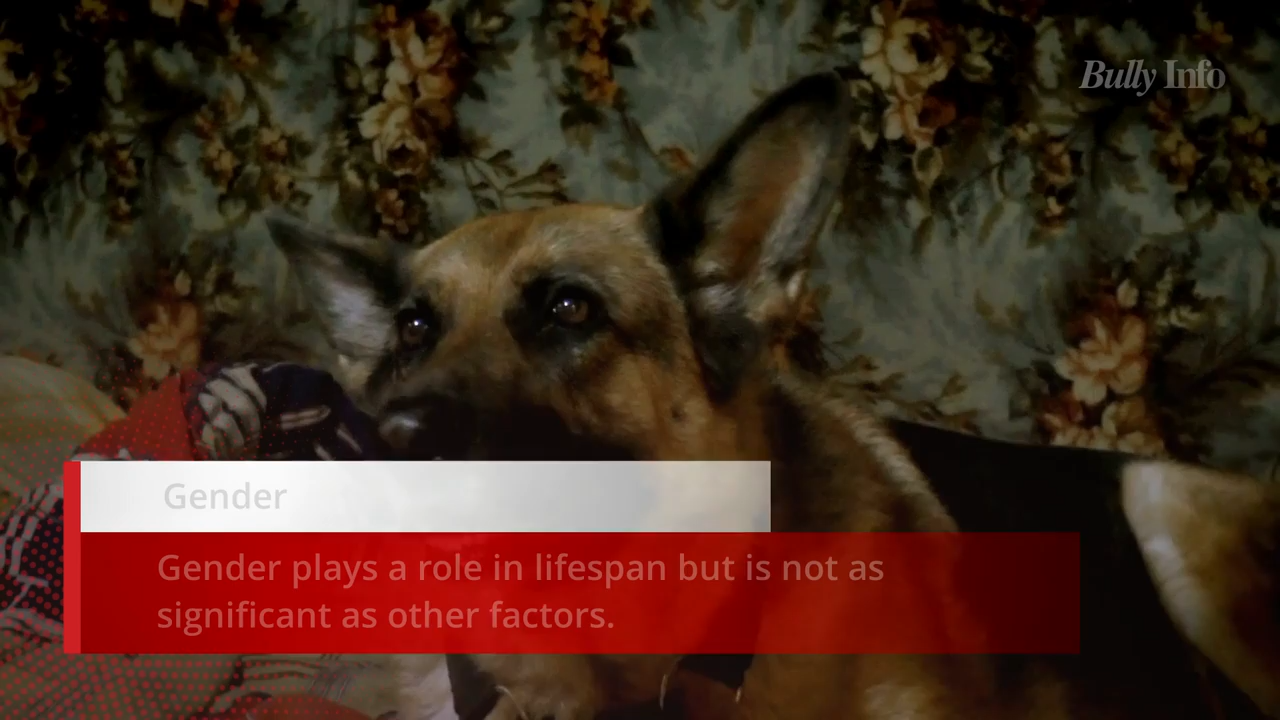 Bully Info
Gender
Gender plays a role in lifespan but is not as
significant as other factors.